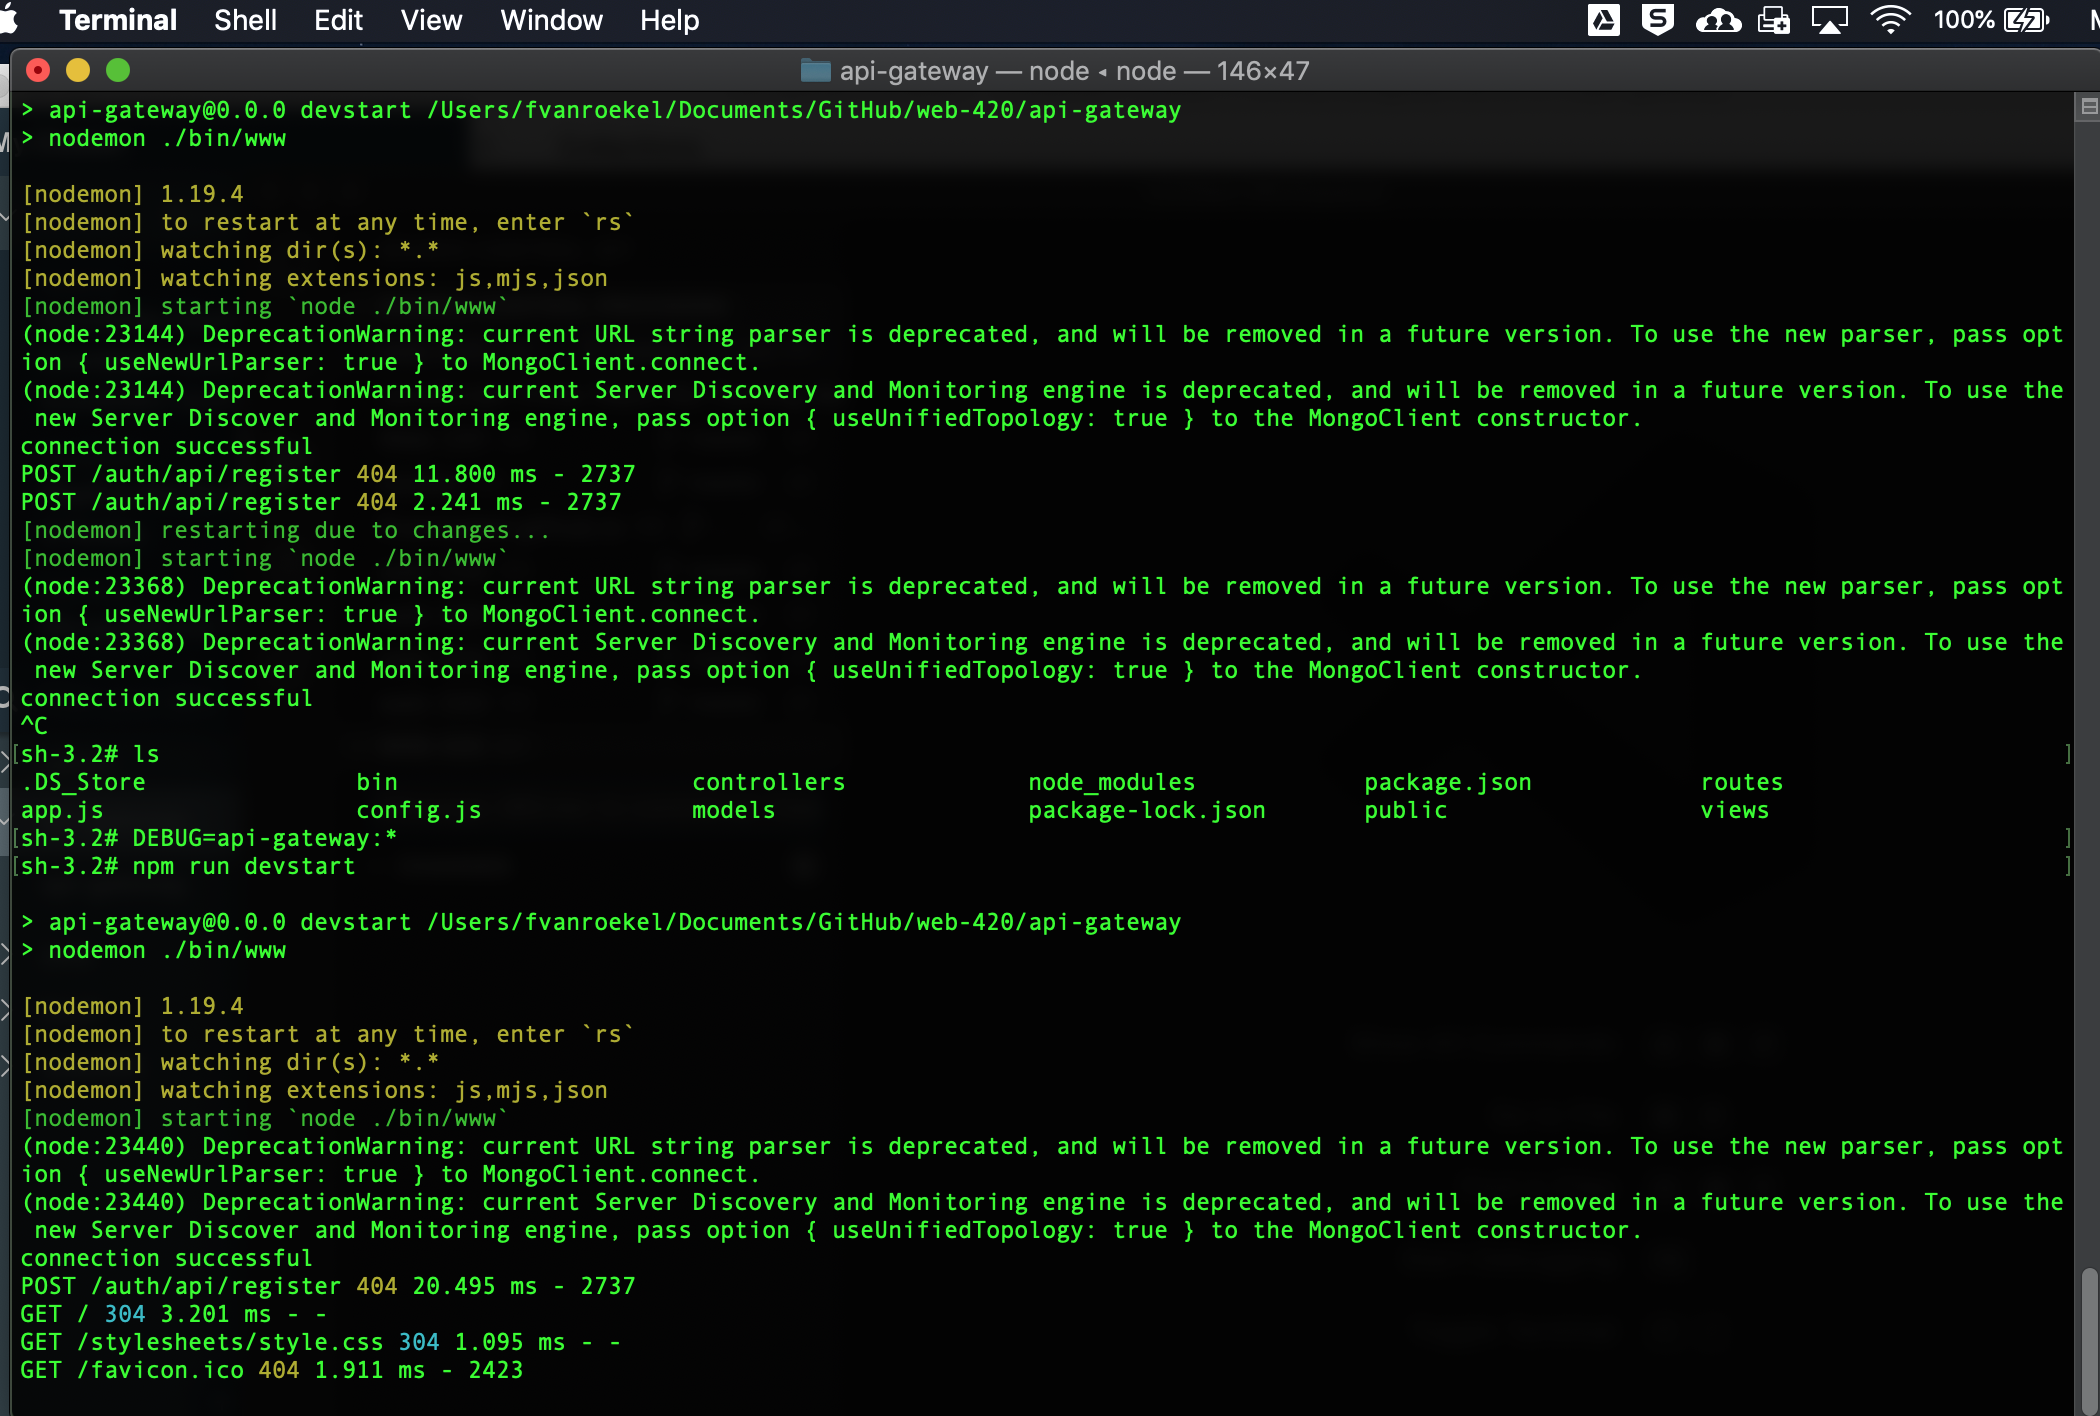 Terminal Shell Edit View Window Help 100%
api-gateway — node ◂ node — 146×47
> api-gateway@0.0.0 devstart /Users/fvanroekel/Documents/GitHub/web-420/api-gateway
> nodemon ./bin/www
[nodemon] 1.19.4
[nodemon] to restart at any time, enter `rs`
[nodemon] watching dir(s): *.*
[nodemon] watching extensions: js,mjs,json
[nodemon] starting `node ./bin/www`
(node:23144) DeprecationWarning: current URL string parser is deprecated, and will be removed in a future version. To use the new parser, pass opt
ion { useNewUrlParser: true } to MongoClient.connect.
(node:23144) DeprecationWarning: current Server Discovery and Monitoring engine is deprecated, and will be removed in a future version. To use the
 new Server Discover and Monitoring engine, pass option { useUnifiedTopology: true } to the MongoClient constructor.
connection successful
POST /auth/api/register 404 11.800 ms - 2737
POST /auth/api/register 404 2.241 ms - 2737
[nodemon] restarting due to changes...
[nodemon] starting `node ./bin/www`
(node:23368) DeprecationWarning: current URL string parser is deprecated, and will be removed in a future version. To use the new parser, pass opt
ion { useNewUrlParser: true } to MongoClient.connect.
(node:23368) DeprecationWarning: current Server Discovery and Monitoring engine is deprecated, and will be removed in a future version. To use the
 new Server Discover and Monitoring engine, pass option { useUnifiedTopology: true } to the MongoClient constructor.
connection successful
^C
[sh-3.2# ls ]
.DS_Store bin controllers node_modules package.json routes
app.js config.js models package-lock.json public views
[sh-3.2# DEBUG=api-gateway:* ]
[sh-3.2# npm run devstart ]
> api-gateway@0.0.0 devstart /Users/fvanroekel/Documents/GitHub/web-420/api-gateway
> nodemon ./bin/www
[nodemon] 1.19.4
[nodemon] to restart at any time, enter `rs`
[nodemon] watching dir(s): *.*
[nodemon] watching extensions: js,mjs,json
[nodemon] starting `node ./bin/www`
(node:23440) DeprecationWarning: current URL string parser is deprecated, and will be removed in a future version. To use the new parser, pass opt
ion { useNewUrlParser: true } to MongoClient.connect.
(node:23440) DeprecationWarning: current Server Discovery and Monitoring engine is deprecated, and will be removed in a future version. To use the
 new Server Discover and Monitoring engine, pass option { useUnifiedTopology: true } to the MongoClient constructor.
connection successful
POST /auth/api/register 404 20.495 ms - 2737
GET / 304 3.201 ms - -
GET /stylesheets/style.css 304 1.095 ms - -
GET /favicon.ico 404 1.911 ms - 2423